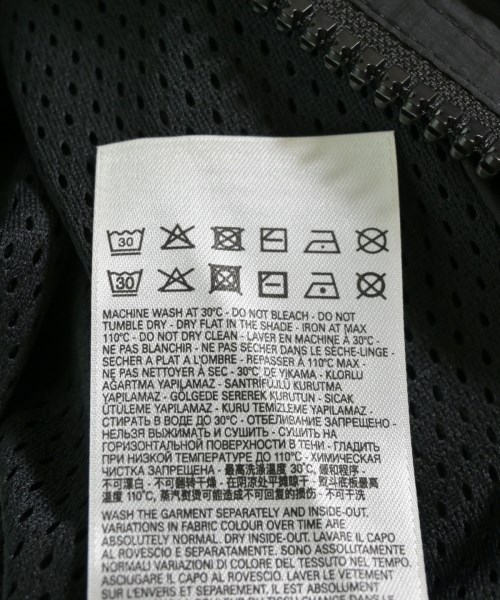 30
30
MACHINE WASH AT 30°C - DO NOT BLEACH - DO NOT
TUMBLE DRY - DRY FLAT IN THE SHADE - IRON AT MAX
110°C - DO NOT DRY CLEAN - LAVER EN MACHINE À 30°C -
NE PAS BLANCHIR - NE PAS SÉCHER DANS LE SÈCHE-LINGE -
SÉCHER A PLAT A L'OMBRE - REPASSER À 110°C MAX -
NE PAS NETTOYER AT SEC - 30°C' DE YIKAMA - KLORLU
AĞARTMA YAPILAMAZ - SANTRİFÜJLÜ KURUTMA
YAPILAMAZ - GÖLGEDE SEREREK KURUTUN - SICAK
ÜTÜLEME YAPILAMAZ - KURU TEMIZLEME YAPILAMAZ -
СТИРАТЬ В ВОДЕ ДО 30°C - ОТБЕЛИВАНИЕ ЗАПРЕЩЕНО -
НЕЛЬЗЯ ВЫЖИМАТЬ И СУШИТЬ - СУШИТЬ НА
ГОРИЗОНТАЛЬНОЙ ПОВЕРХНОСТИ В ТЕНИ - ГЛАДИТЬ
ПРИ НИЗКОЙ ТЕМПЕРАТУРЕ ДО 110°C - ХИМИЧЕСКАЯ
ЧИСТКА ЗАПРЕЩЕНА - 最高洗涤温度 30℃, 缓和程序 -
不可漂白 - 不可翻转干燥 - 在阴凉处平摊晾干 - 熨斗底板最高
温度 110℃, 蒸汽熨烫可能造成不可回复的损伤 - 不可干洗
WASH THE GARMENT SEPARATELY AND INSIDE-OUT.
VARIATIONS IN FABRIC COLOUR OVER TIME ARE
ABSOLUTELY NORMAL. DRY INSIDE-OUT. LAVARE IL CAPO
AL ROVESCIO E SEPARATAMENTE. SONO ASSOLUTAMENTE
NORMALI VARIAZIONI DI COLORE DEL TESSUTO NEL TEMPO.
ASCIUGARE IL CAPO AL ROVESCIO. LAVER LE VÊTEMENT
SUR L'ENVERS ET SÉPARÉMENT.